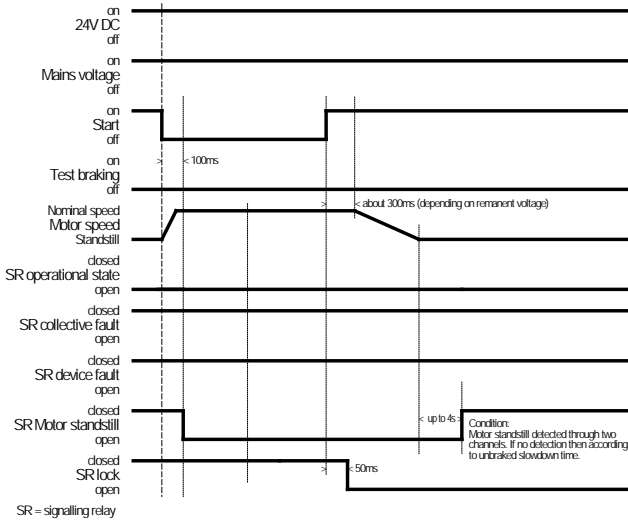 on
24V DC
off
on
Mains voltage
off
on
Start
off
on
> < 100ms
Test braking
off
> < about 300ms (depending on remanent voltage)
Nominal speed
Motor speed
Standstill
closed
SR operational state
open
closed
SR collective fault
open
closed
SR device fault
open
closed
SR Motor standstill
open
< up to 4s >
Condition:
Motor standstill detected through two
channels. If no detection then according
to unbraked slowdown time.
closed
SR lock
open
> < 50ms
SR = signalling relay